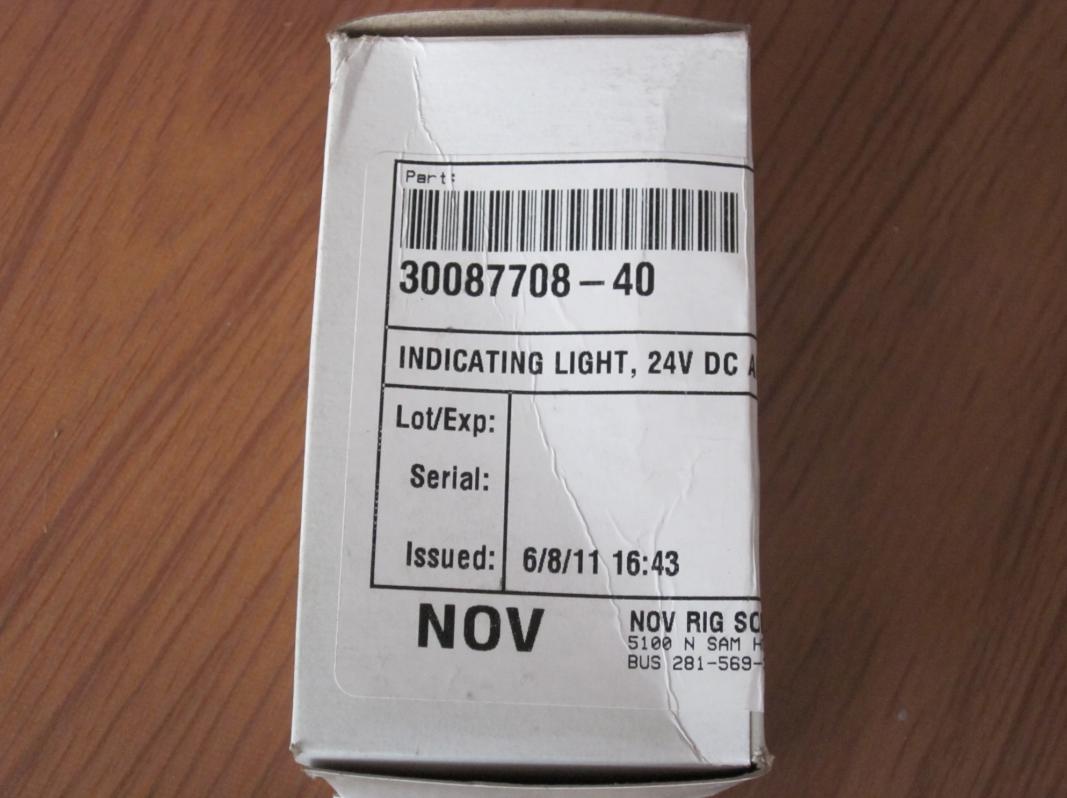 Part:
30087708-40
INDICATING LIGHT, 24V DC
Lot/Exp:
Serial:
Issued: 6/8/11 16:43
NOV
NOV RIG
5100 N SAM
BUS 281-569-